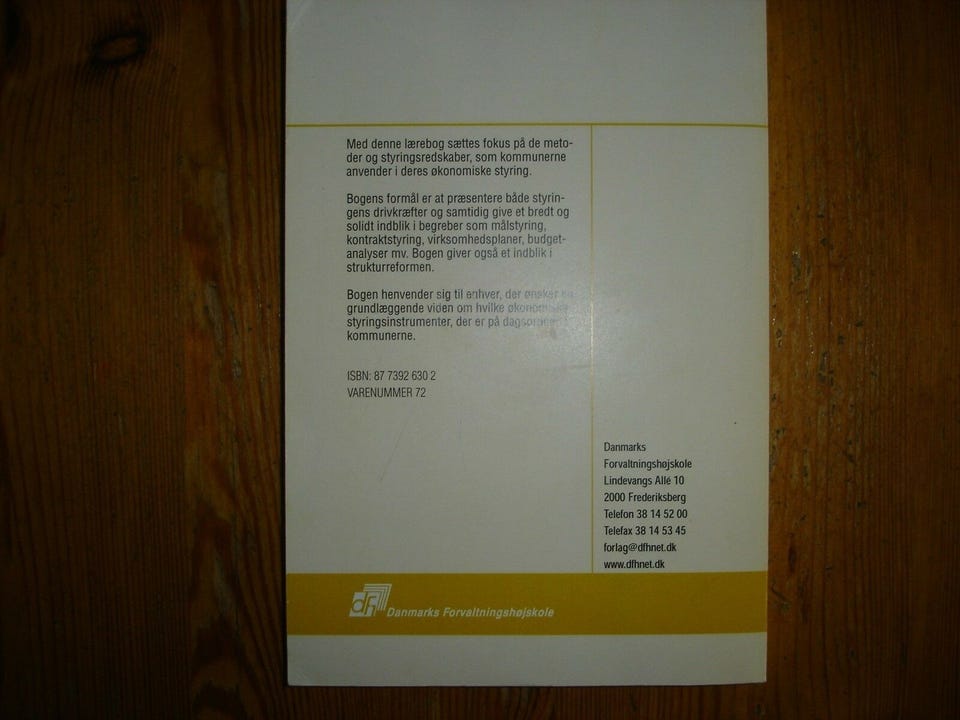 Med denne lærebog sættes fokus på de meto-
der og styringsredskaber, som kommunerne
anvender i deres økonomiske styring.
Bogens formål er at præsentere både styrin-
gens drivkræfter og samtidig give et bredt og
solidt indblik i begreber som målstyring,
kontraktstyring, virksomhedsplaner, budget-
analyser mv. Bogen giver også et indblik i
strukturreformen.
Bogen henvender sig til enhver, der ønsker en
grundlæggende viden om hvilke økonomiske
styringsinstrumenter, der er på dagsordenen i
kommunerne.
ISBN: 87 7392 630 2
VARENUMMER 72
Danmarks
Forvaltningshøjskole
Lindevangs Allé 10
2000 Frederiksberg
Telefon 38 14 52 00
Telefax 38 14 53 45
forlag@dfhnet.dk
www.dfhnet.dk
dfh Danmarks Forvaltningshøjskole